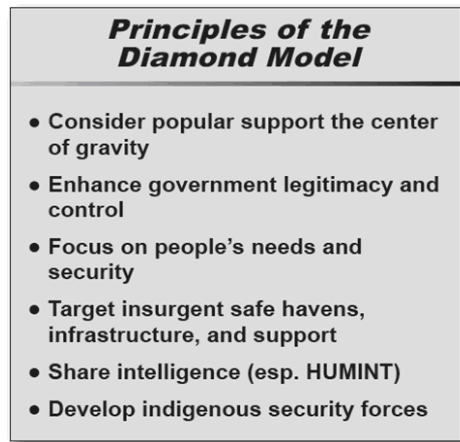 Principles of the
Diamond Model
● Consider popular support the center
of gravity
● Enhance government legitimacy and
control
● Focus on people's needs and
security
● Target insurgent safe havens,
infrastructure, and support
● Share intelligence (esp. HUMINT)
● Develop indigenous security forces